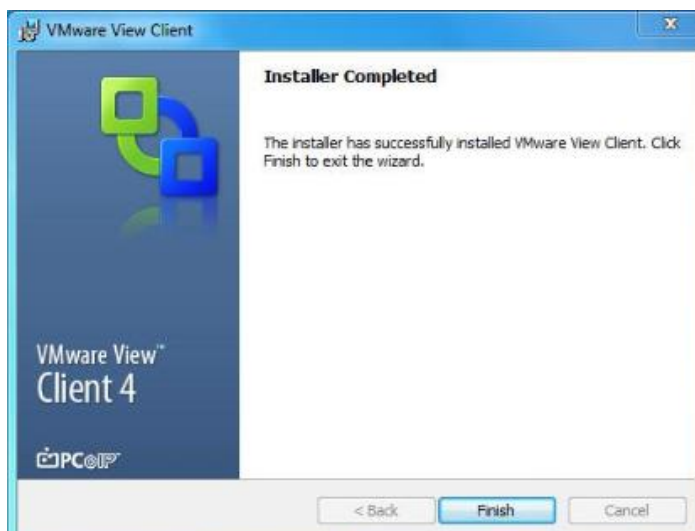 VMware View Client
Installer Completed
The installer has successfully installed VMware View Client. Click
Finish to exit the wizard.
VMware View™
Client 4
PCoIP™
< Back
Finish
Cancel